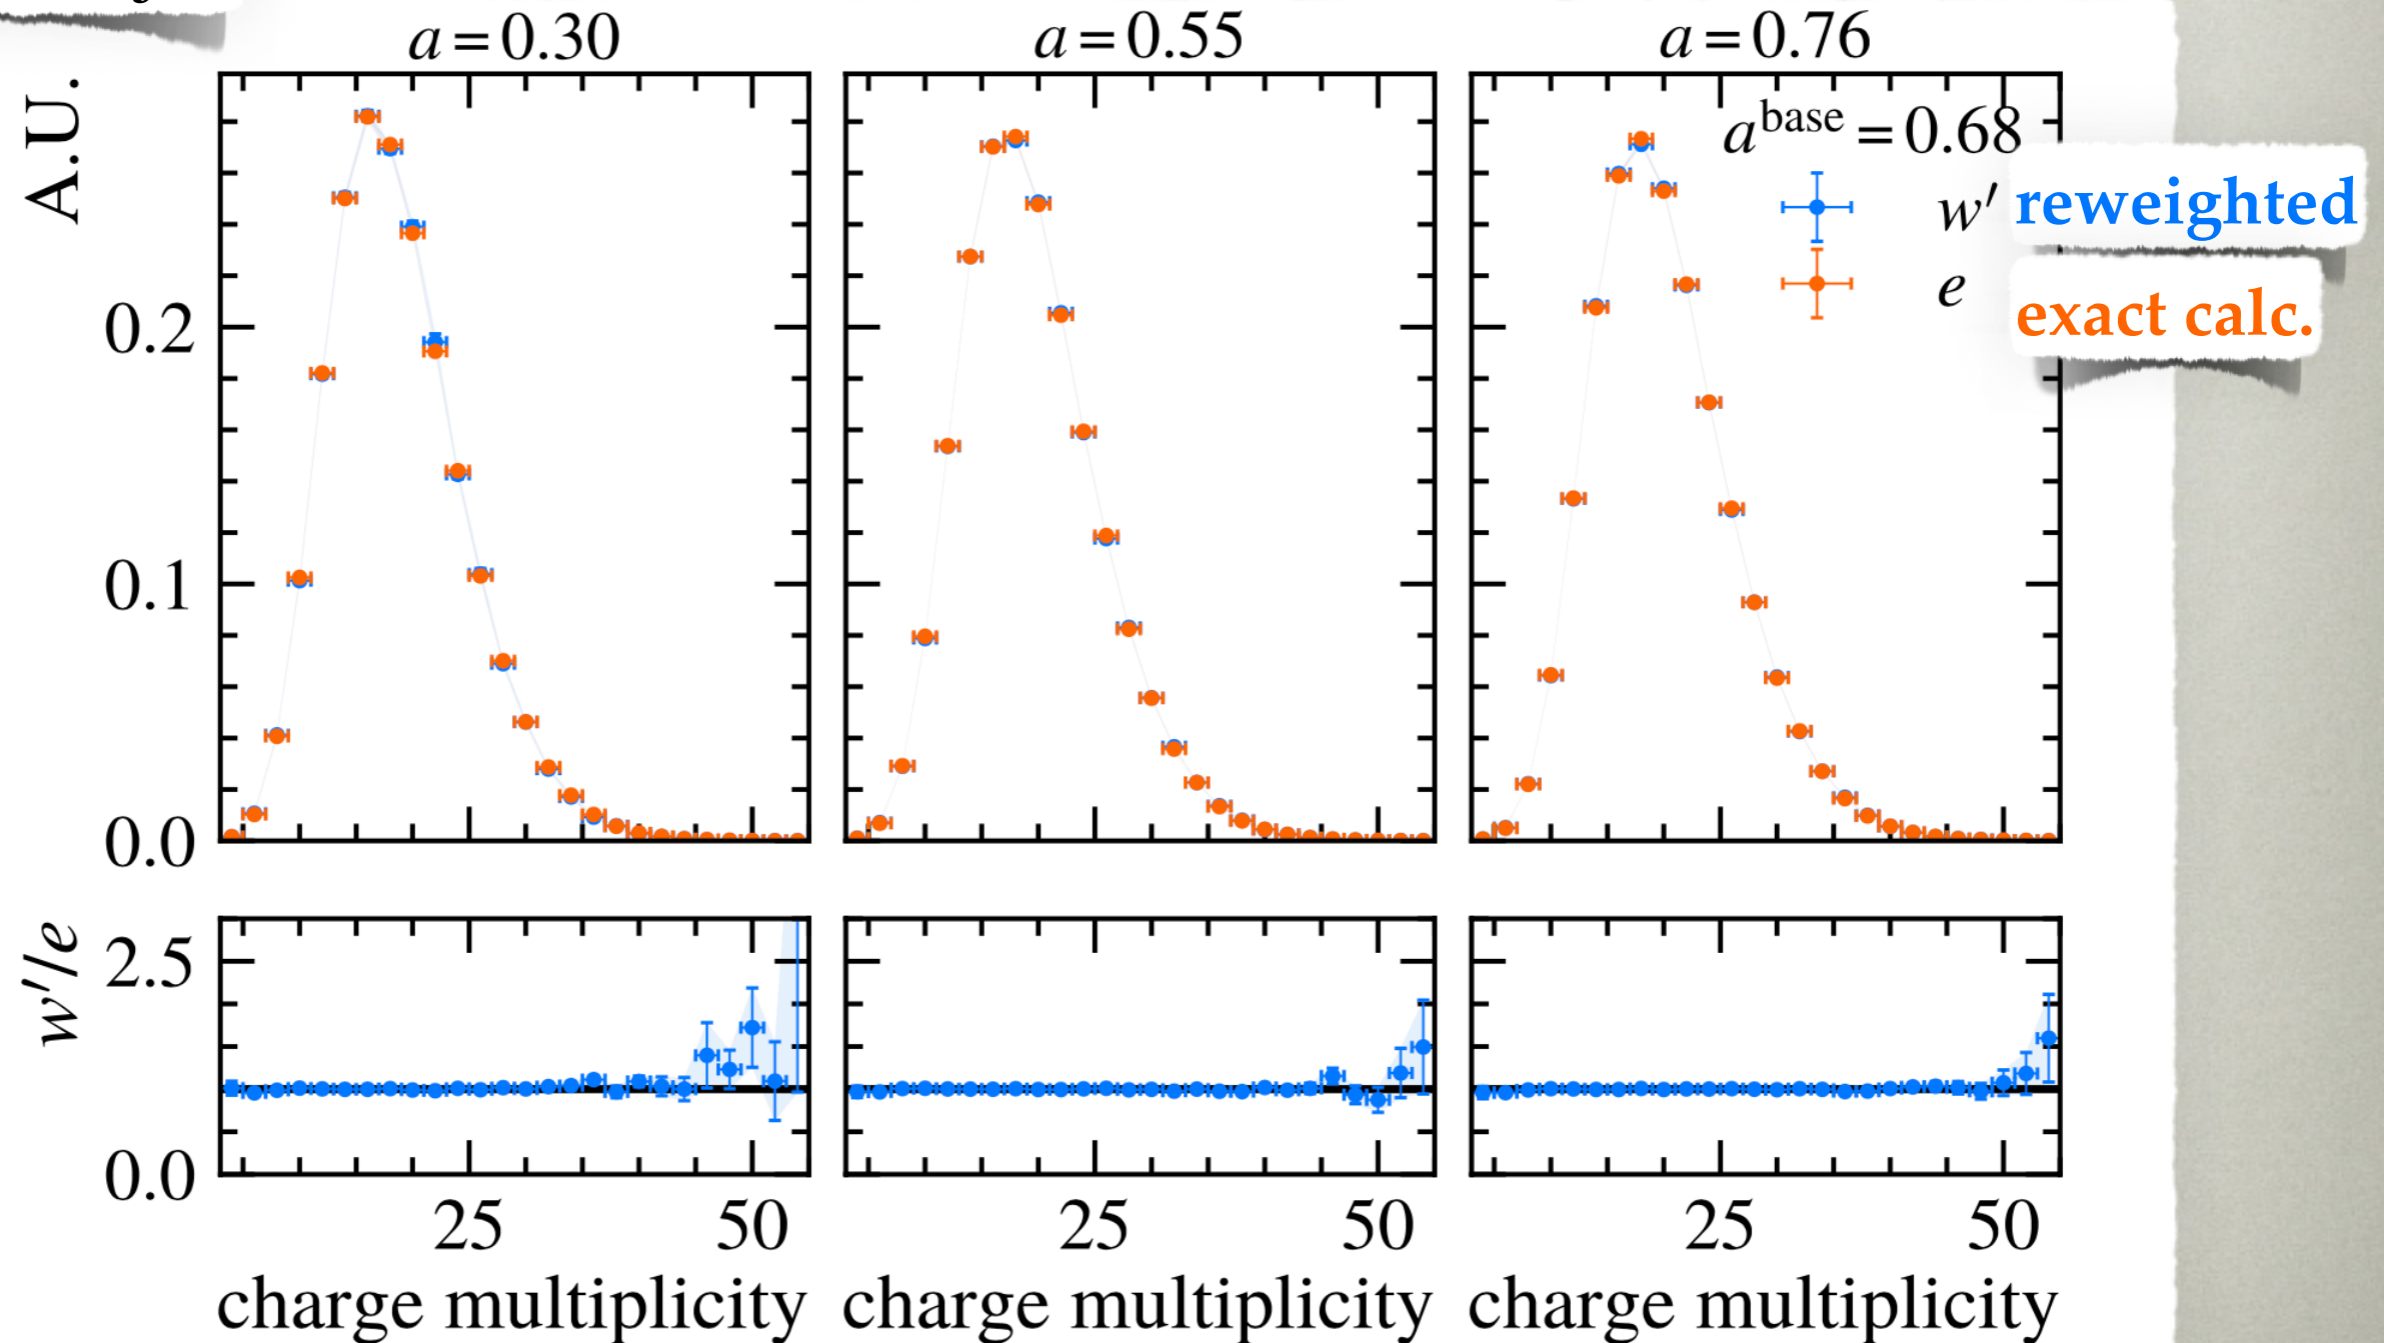 a = 0.30
a = 0.55
a = 0.76
A.U.
0.2
0.1
0.0
a^base = 0.68
w′ reweighted
e exact calc.
w′/e
2.5
0.0
25 50
25 50
25 50
charge multiplicity
charge multiplicity
charge multiplicity